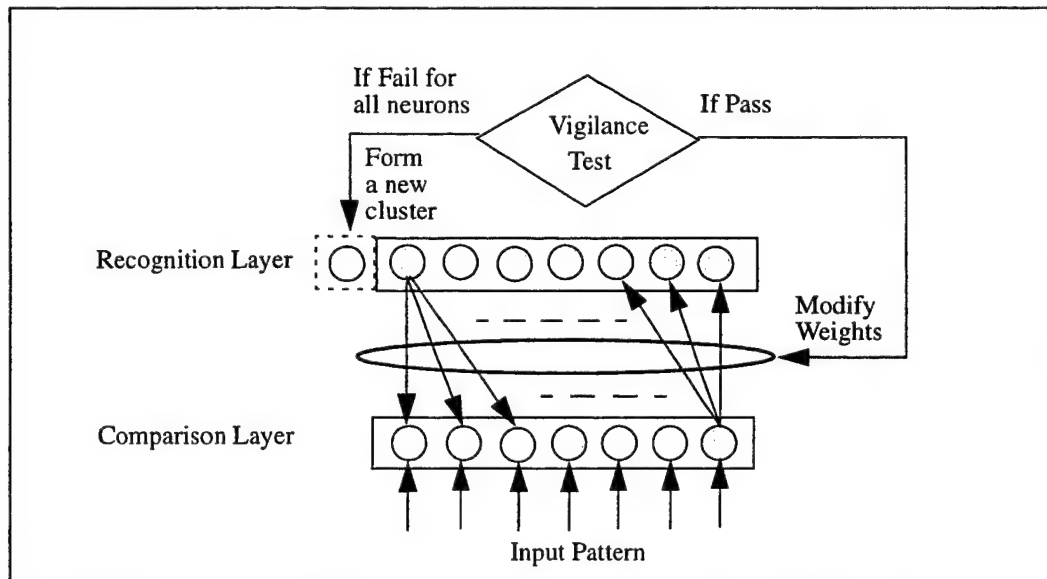 If Fail for
all neurons
Vigilance
Test
If Pass
Form
a new
cluster
Recognition Layer
Modify
Weights
Comparison Layer
Input Pattern